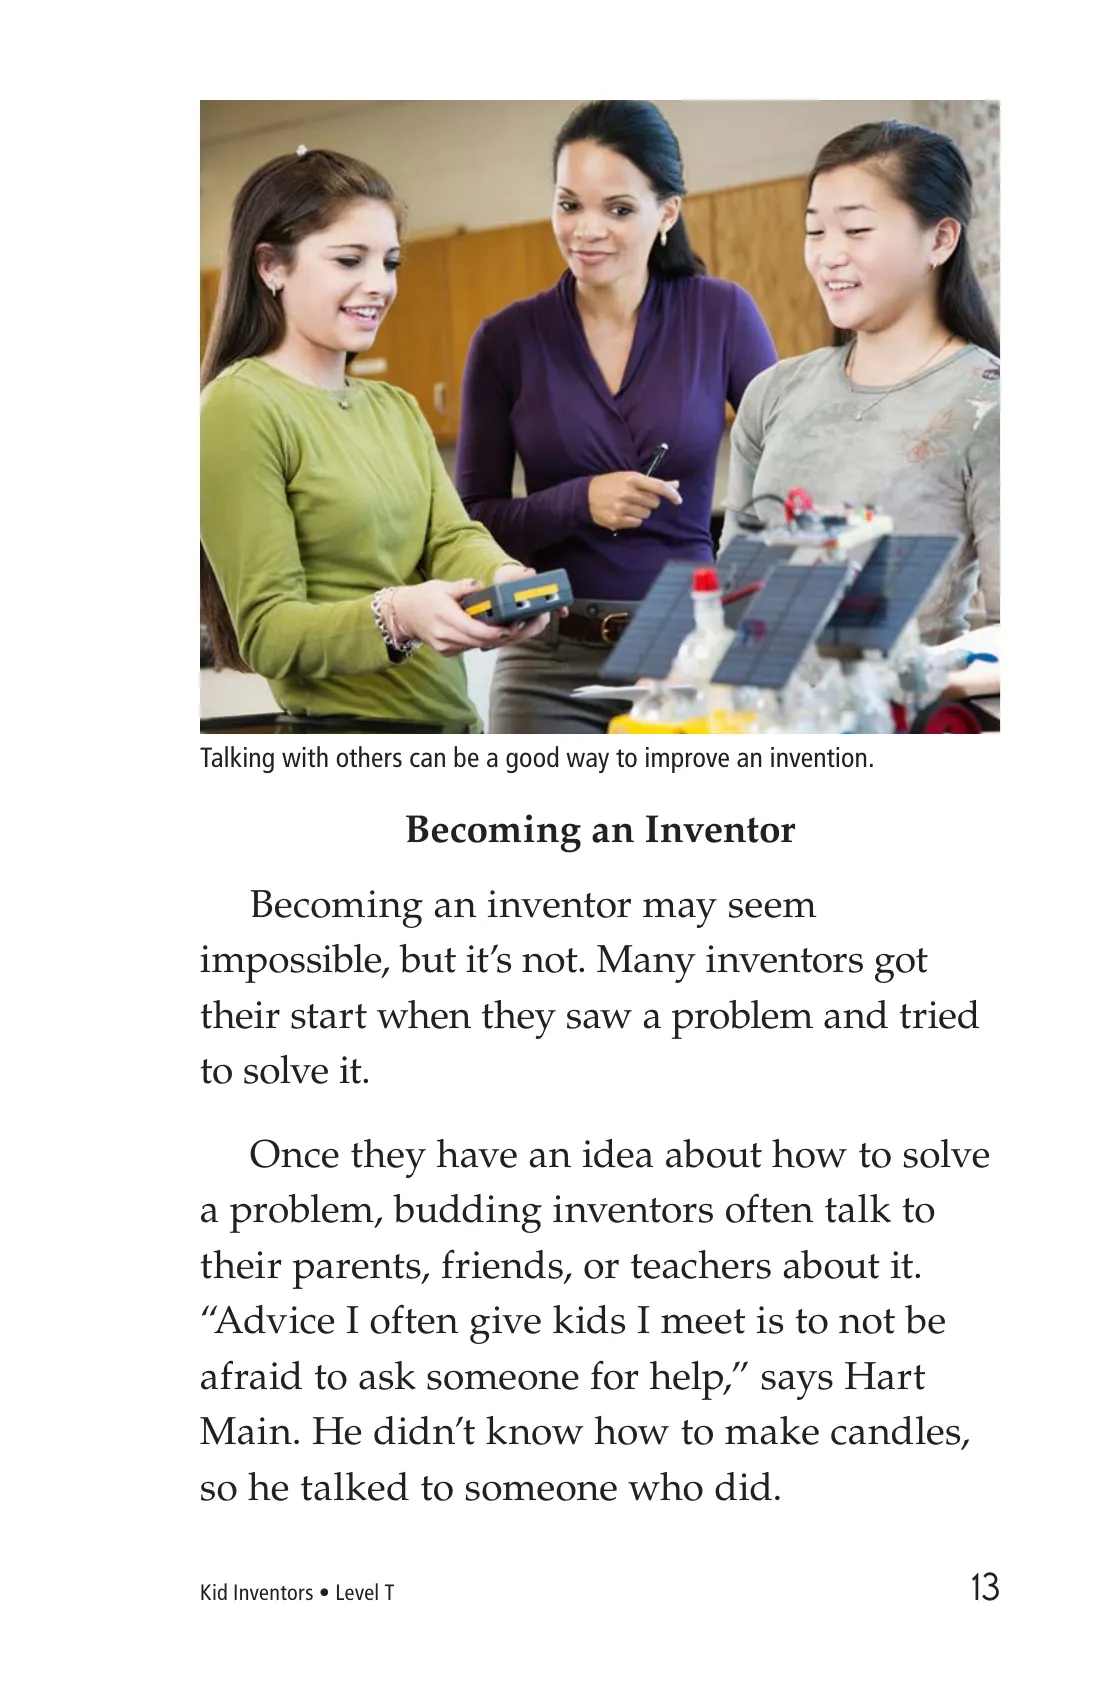 Talking with others can be a good way to improve an invention.
Becoming an Inventor
Becoming an inventor may seem
impossible, but it’s not. Many inventors got
their start when they saw a problem and tried
to solve it.
Once they have an idea about how to solve
a problem, budding inventors often talk to
their parents, friends, or teachers about it.
“Advice I often give kids I meet is to not be
afraid to ask someone for help,” says Hart
Main. He didn’t know how to make candles,
so he talked to someone who did.
Kid Inventors • Level T
13